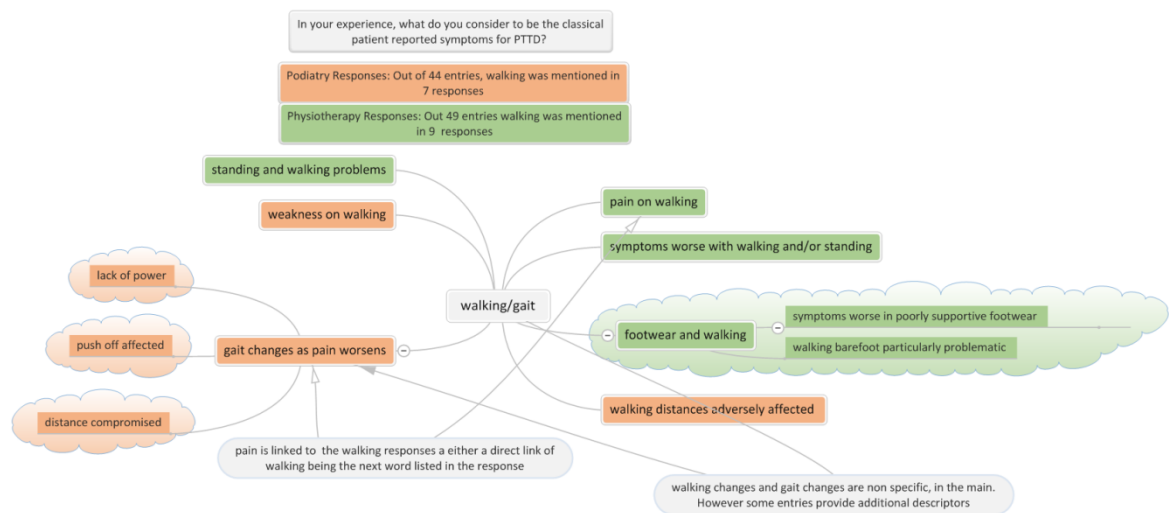 In your experience, what do you consider to be the classical
patient reported symptoms for PTTD?
Podiatry Responses: Out of 44 entries, walking was mentioned in
7 responses
Physiotherapy Responses: Out 49 entries walking was mentioned
in 9 responses
standing and walking problems
weakness on walking
pain on walking
symptoms worse with walking and/or standing
lack of power
push off affected
distance compromised
gait changes as pain worsens
walking/gait
footwear and walking
symptoms worse in poorly supportive footwear
walking barefoot particularly problematic
walking distances adversely affected
pain is linked to the walking responses a either a direct link of
walking being the next word listed in the response
walking changes and gait changes are non specific, in the main.
However some entries provide additional descriptors